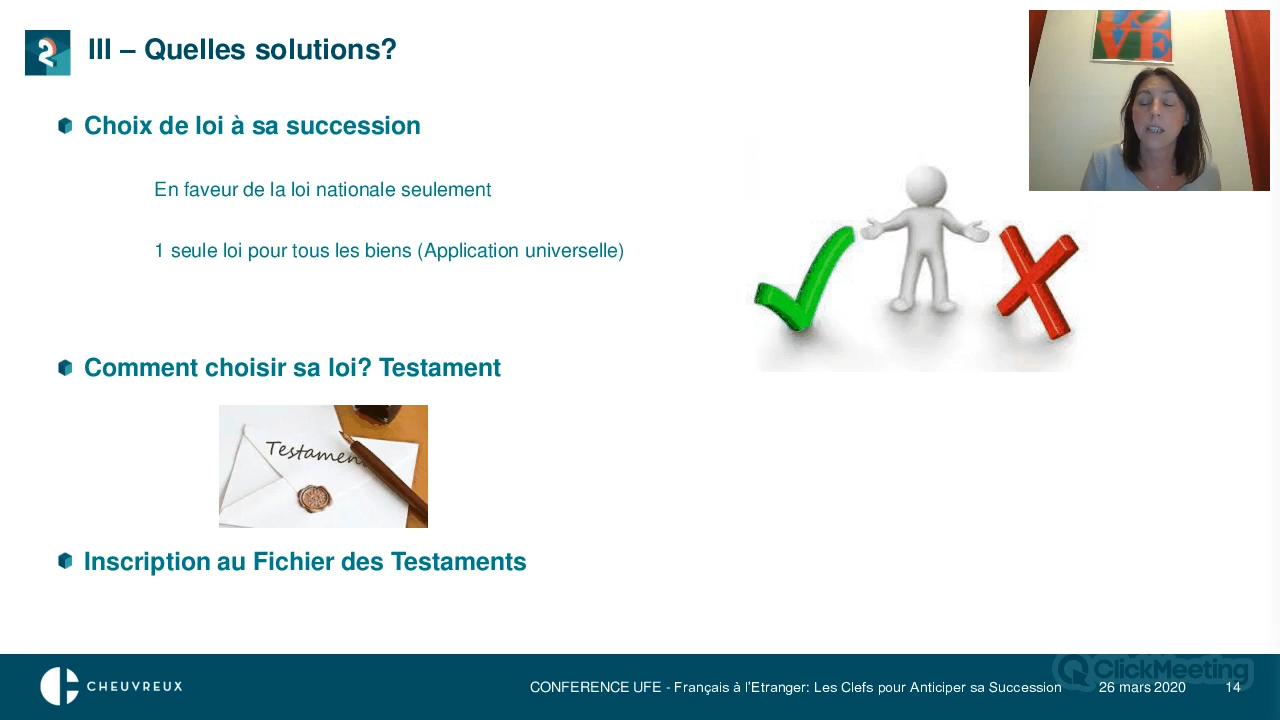 III – Quelles solutions?
Choix de loi à sa succession
En faveur de la loi nationale seulement
1 seule loi pour tous les biens (Application universelle)
Comment choisir sa loi? Testament
Testament
Inscription au Fichier des Testaments
CHEUVREUX
CONFERENCE UFE - Français à l'Etranger: Les Clefs pour Anticiper sa Succession
26 mars 2020
14
ClickMeeting
LOVE